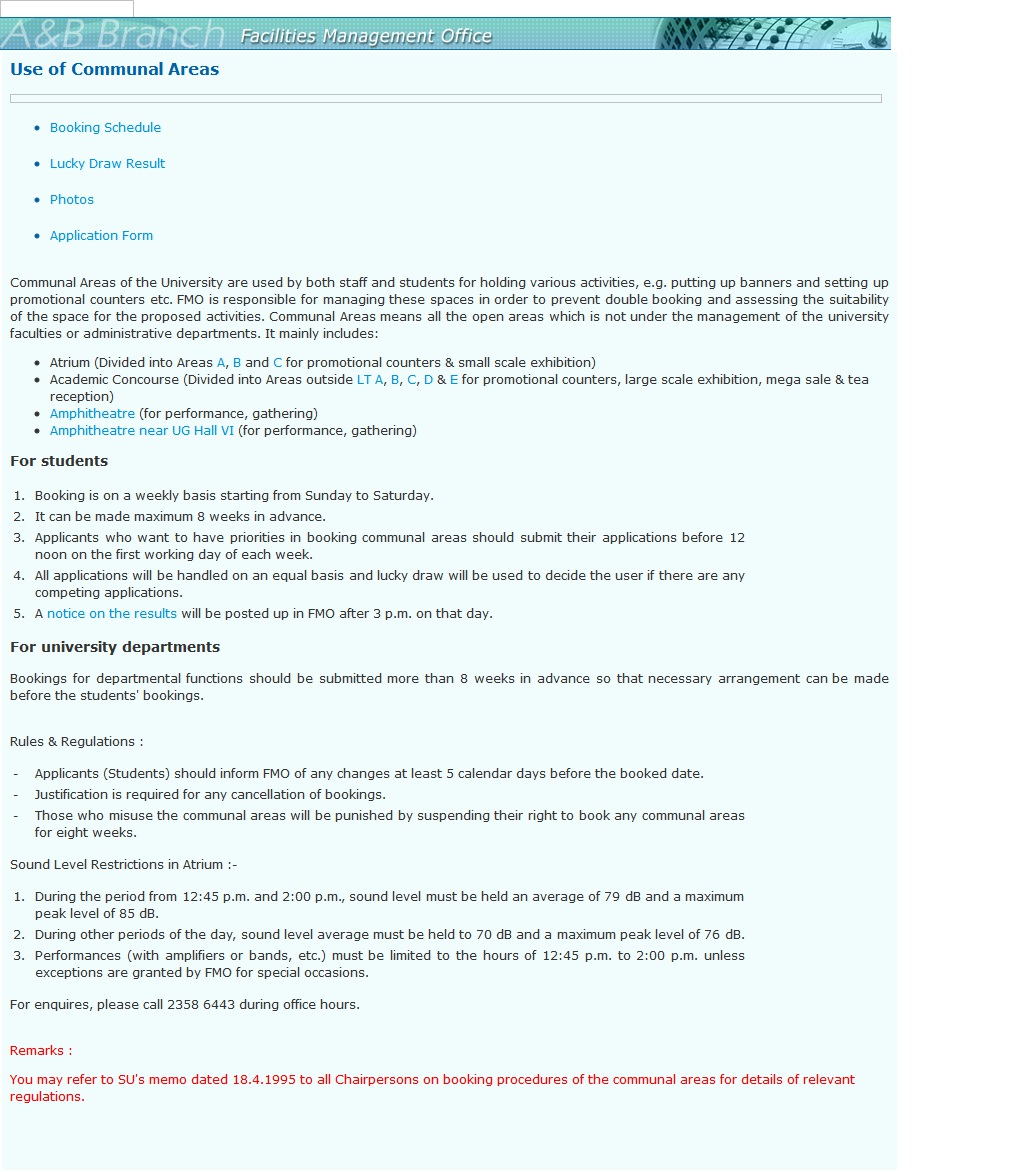 A&B Branch Facilities Management Office
Use of Communal Areas
• Booking Schedule
• Lucky Draw Result
• Photos
• Application Form
Communal Areas of the University are used by both staff and students for holding various activities, e.g. putting up banners and setting up
promotional counters etc. FMO is responsible for managing these spaces in order to prevent double booking and assessing the suitability
of the space for the proposed activities. Communal Areas means all the open areas which is not under the management of the university
faculties or administrative departments. It mainly includes:
• Atrium (Divided into Areas A, B and C for promotional counters & small scale exhibition)
• Academic Concourse (Divided into Areas outside LT A, B, C, D & E for promotional counters, large scale exhibition, mega sale & tea
reception)
• Amphitheatre (for performance, gathering)
• Amphitheatre near UG Hall VI (for performance, gathering)
For students
1. Booking is on a weekly basis starting from Sunday to Saturday.
2. It can be made maximum 8 weeks in advance.
3. Applicants who want to have priorities in booking communal areas should submit their applications before 12
noon on the first working day of each week.
4. All applications will be handled on an equal basis and lucky draw will be used to decide the user if there are any
competing applications.
5. A notice on the results will be posted up in FMO after 3 p.m. on that day.
For university departments
Bookings for departmental functions should be submitted more than 8 weeks in advance so that necessary arrangement can be made
before the students' bookings.
Rules & Regulations :
- Applicants (Students) should inform FMO of any changes at least 5 calendar days before the booked date.
- Justification is required for any cancellation of bookings.
- Those who misuse the communal areas will be punished by suspending their right to book any communal areas
for eight weeks.
Sound Level Restrictions in Atrium :-
1. During the period from 12:45 p.m. and 2:00 p.m., sound level must be held an average of 79 dB and a maximum
peak level of 85 dB.
2. During other periods of the day, sound level average must be held to 70 dB and a maximum peak level of 76 dB.
3. Performances (with amplifiers or bands, etc.) must be limited to the hours of 12:45 p.m. to 2:00 p.m. unless
exceptions are granted by FMO for special occasions.
For enquires, please call 2358 6443 during office hours.
Remarks :
You may refer to SU's memo dated 18.4.1995 to all Chairpersons on booking procedures of the communal areas for details of relevant
regulations.